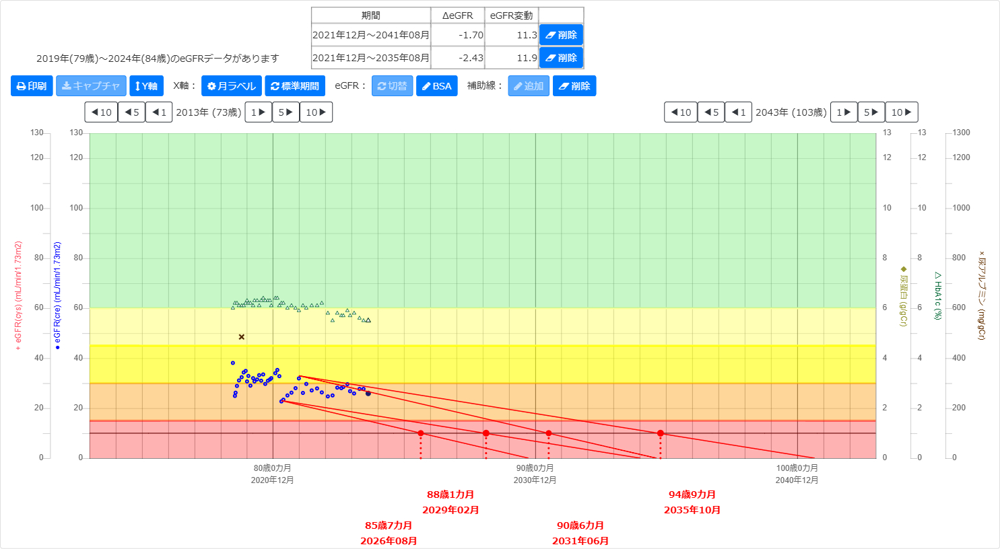 期間 ΔeGFR eGFR変動
2021年12月～2041年08月 -1.70 11.3 削除
2021年12月～2035年08月 -2.43 11.9 削除
2019年(79歳)～2024年(84歳)のeGFRデータがあります
印刷 キャプチャ Y軸 X軸： 月ラベル 標準期間 eGFR： 切替 BSA 補助線： 追加 削除
◀10 ◀5 ◀1 2013年 (73歳) 1▶ 5▶ 10▶ ◀10 ◀5 ◀1 2043年 (103歳) 1▶ 5▶ 10▶
130 130 13 13 1300
120 120 12 12 1200
100 100 10 10 1000
80 80 8 8 800
60 60 6 6 600
40 40 4 4 400
20 20 2 2 200
0 0 0 0 0
+ eGFR(cys) (mL/min/1.73m2)
● eGFR(cre) (mL/min/1.73m2)
◆ 尿蛋白 (g/gCr)
△ HbA1c (%)
× 尿アルブミン (mg/gCr)
80歳0カ月 90歳0カ月 100歳0カ月
2020年12月 2030年12月 2040年12月
88歳1カ月 94歳9カ月
2029年02月 2035年10月
85歳7カ月 90歳6カ月
2026年08月 2031年06月